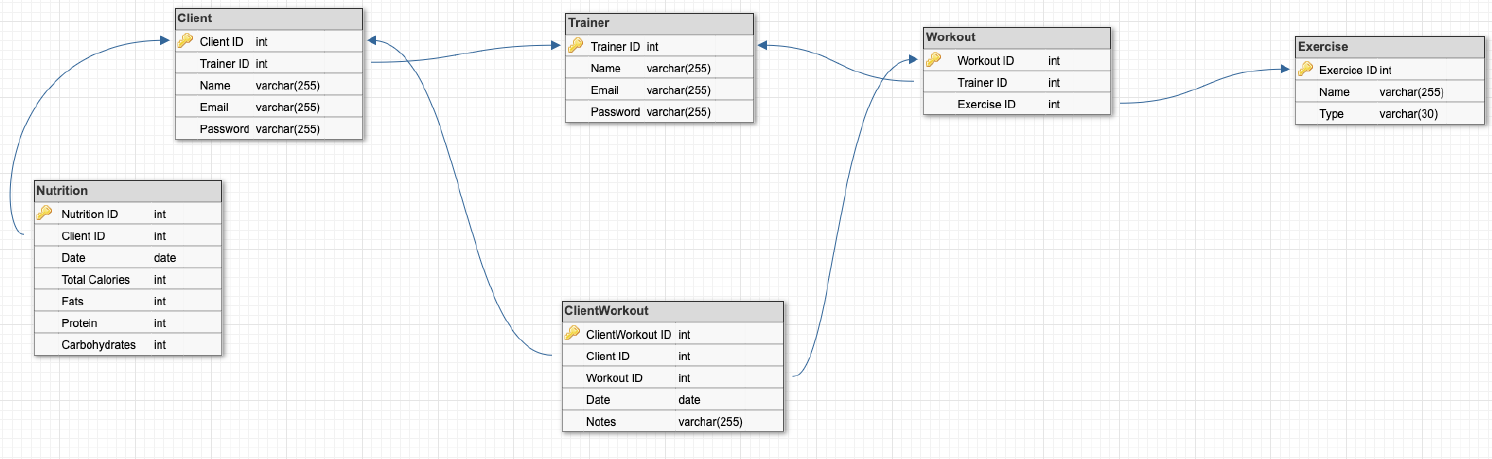 Client
Client ID int
Trainer ID int
Name varchar(255)
Email varchar(255)
Password varchar(255)
Trainer
Trainer ID int
Name varchar(255)
Email varchar(255)
Password varchar(255)
Workout
Workout ID int
Trainer ID int
Exercise ID int
Exercise
Exercise ID int
Name varchar(255)
Type varchar(30)
Nutrition
Nutrition ID int
Client ID int
Date date
Total Calories int
Fats int
Protein int
Carbohydrates int
ClientWorkout
ClientWorkout ID int
Client ID int
Workout ID int
Date date
Notes varchar(255)